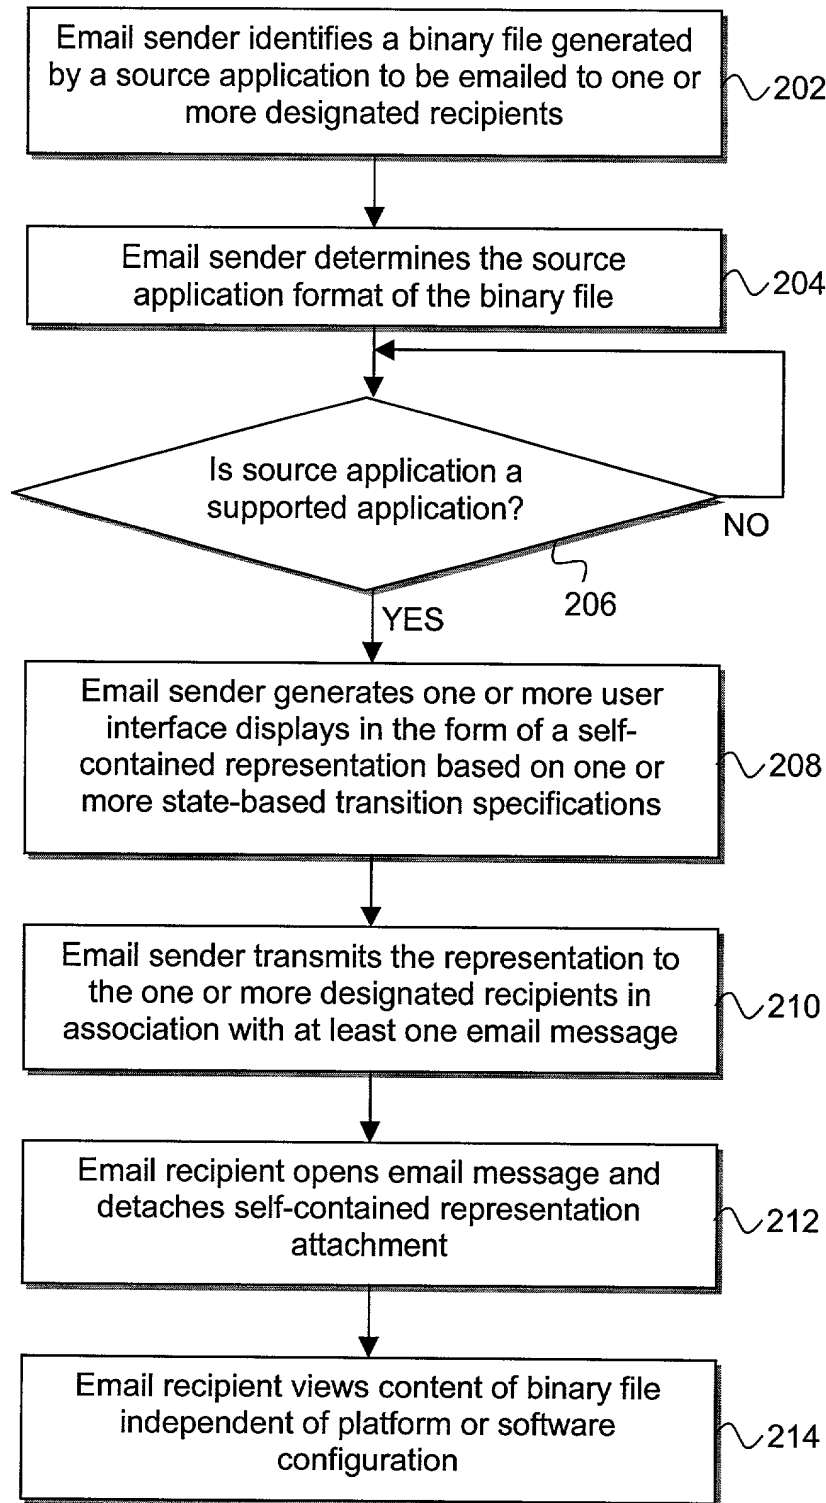 Email sender identifies a binary file generated
by a source application to be emailed to one or
more designated recipients
202
Email sender determines the source
application format of the binary file
204
Is source application a
supported application?
NO
206
YES
Email sender generates one or more user
interface displays in the form of a self-
contained representation based on one or
more state-based transition specifications
208
Email sender transmits the representation to
the one or more designated recipients in
association with at least one email message
210
Email recipient opens email message and
detaches self-contained representation
attachment
212
Email recipient views content of binary file
independent of platform or software
configuration
214